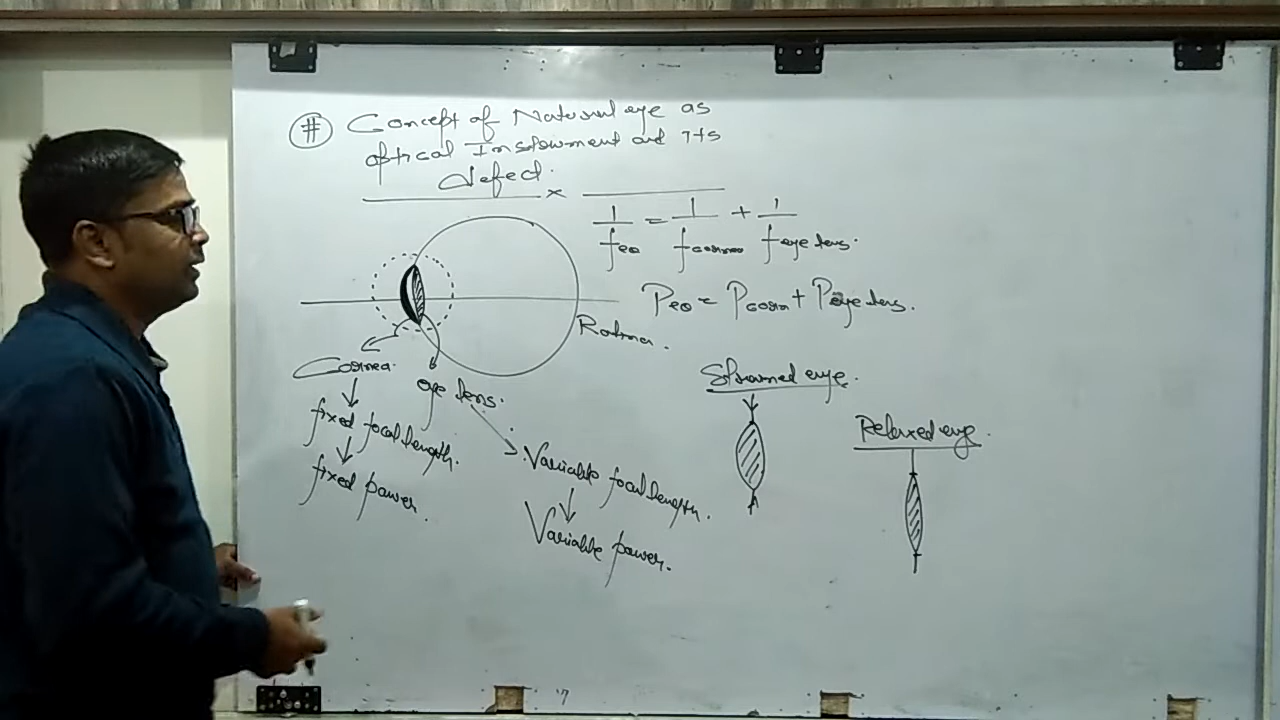 # Concept of Natural eye as
optical Instrument and Its
defect.
1/feq = 1/fcornea + 1/feye lens.
Peq = Pcorn + Peye lens.
Retina.
Cornea.
eye lens.
fixed focal length.
fixed power.
Variable focal length.
Variable power.
Strained eye.
Relaxed eye.